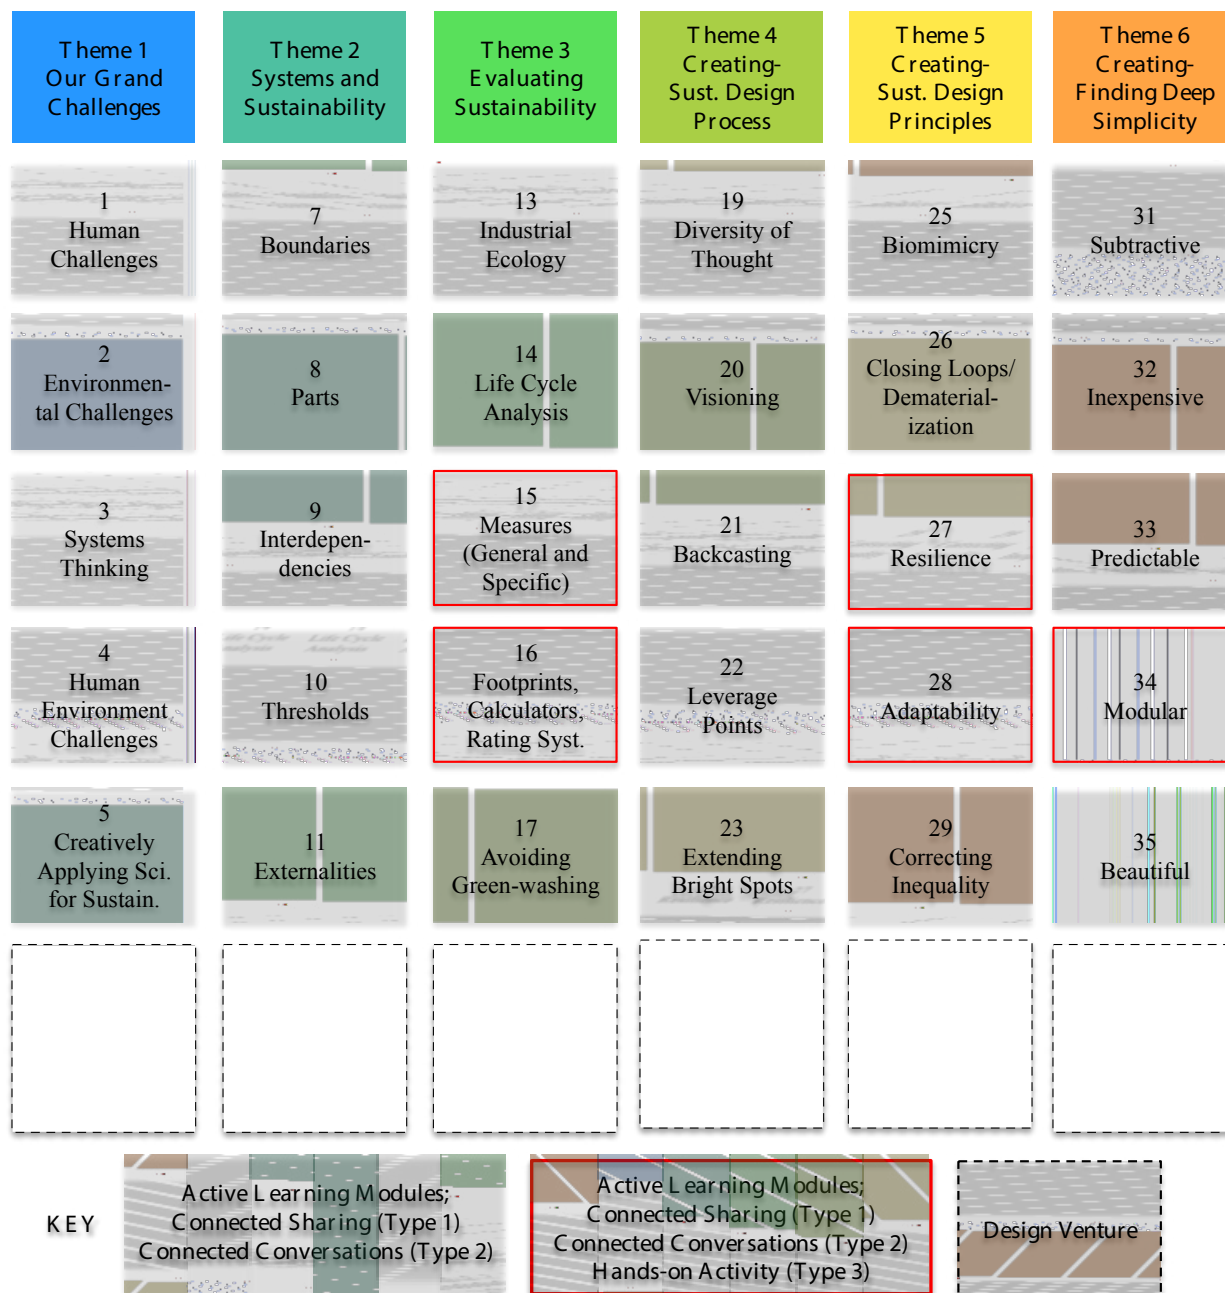 Theme 1
Our Grand
Challenges
Theme 2
Systems and
Sustainability
Theme 3
Evaluating
Sustainability
Theme 4
Creating-
Sust. Design
Process
Theme 5
Creating-
Sust. Design
Principles
Theme 6
Creating-
Finding Deep
Simplicity
1
Human
Challenges
7
Boundaries
13
Industrial
Ecology
19
Diversity of
Thought
25
Biomimicry
31
Subtractive
2
Environmen-
tal Challenges
8
Parts
14
Life Cycle
Analysis
20
Visioning
26
Closing Loops/
Dematerial-
ization
32
Inexpensive
3
Systems
Thinking
9
Interdepen-
dencies
15
Measures
(General and
Specific)
21
Backcasting
27
Resilience
33
Predictable
4
Human
Environment
Challenges
Life Cycle
Analysis
10
Thresholds
16
Footprints,
Calculators,
Rating Syst.
22
Leverage
Points
28
Adaptability
34
Modular
5
Creatively
Applying Sci.
for Sustain.
11
Externalities
17
Avoiding
Green-washing
23
Extending
Bright Spots
29
Correcting
Inequality
35
Beautiful
KEY
Active Learning Modules;
Connected Sharing (Type 1)
Connected Conversations (Type 2)
Active Learning Modules;
Connected Sharing (Type 1)
Connected Conversations (Type 2)
Hands-on Activity (Type 3)
Design Venture